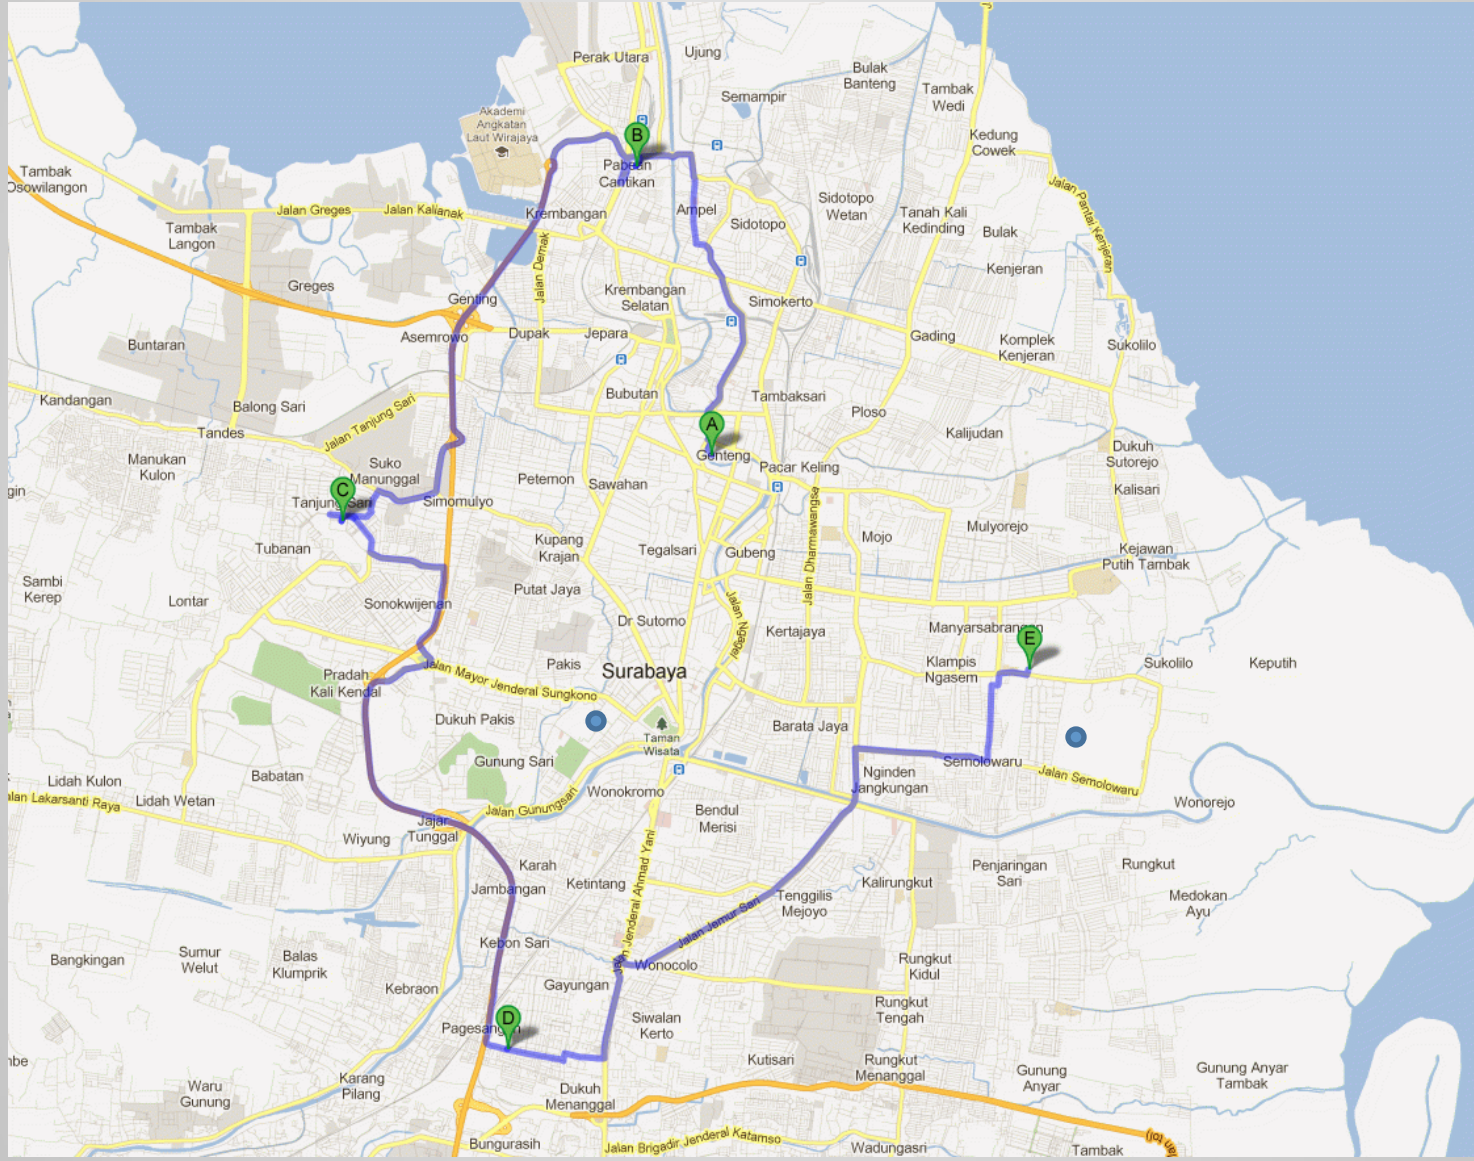 Perak Utara
Ujung
Bulak
Banteng
Tambak
Wedi
Semampir
Akademi
Angkatan
Laut Wirajaya
B
Kedung
Cowek
Tambak
Osowilangon
Cantikan
Jalan Pantai Kenjeran
Sidotopo
Wetan
Jalan Greges
Jalan Kalianak
Krembangan
Ampel
Sidotopo
Tanah Kali
Kedinding
Bulak
Tambak
Langon
Jalan Demak
Kenjeran
Greges
Genting
Krembangan
Selatan
Simokerto
Asemrowo
Dupak
Jepara
Gading
Komplek
Kenjeran
Sukolilo
Buntaran
Bubutan
Tambaksari
Kandangan
Balong Sari
Jalan Tanjung Sari
Ploso
A
Tandes
Kalijudan
Dukuh
Sutorejo
Genteng
Manukan
Kulon
Suko
Manunggal
Pacar Keling
Petemon
Sawahan
Kalisari
gin
C
Tanjung Sari
Simomulyo
Jalan Dharmawangsa
Mulyorejo
Mojo
Tubanan
Kupang
Krajan
Tegalsari
Gubeng
Kejawan
Putih Tambak
Sambi
Kerep
Lontar
Sonokwijenan
Putat Jaya
Dr Sutomo
Jalan Ngagel
Kertajaya
E
Pakis
Surabaya
Klampis
Ngasem
Sukolilo
Keputih
Pradah
Kali Kendal
Jalan Mayor Jenderal Sungkono
Dukuh Pakis
Taman
Wisata
Barata Jaya
Gunung Sari
Semolowaru
Jalan Semolowaru
Lidah Kulon
Babatan
Nginden
Jangkungan
alan Lakarsanti Raya
Lidah Wetan
Jalan Gunungsari
Wonokromo
Wonorejo
Jajar
Tunggal
Bendul
Merisi
Wiyung
Karah
Penjaringan
Sari
Rungkut
Jambangan
Ketintang
Jalan Jenderal Ahmad Yani
Tenggilis
Mejoyo
Kalirungkut
Medokan
Ayu
Jalan Jemur Sari
Kebon Sari
Bangkingan
Sumur
Welut
Balas
Klumprik
Wonocolo
Rungkut
Kidul
Kebraon
Gayungan
Rungkut
Tengah
D
Siwalan
Kerto
Kutisari
Rungkut
Menanggal
Gunung
Anyar
Gunung Anyar
Tambak
nbe
Waru
Gunung
Karang
Pilang
Dukuh
Menanggal
Bungurasih
Jalan Brigadir Jenderal Katamso
Wadungasri
Tambak